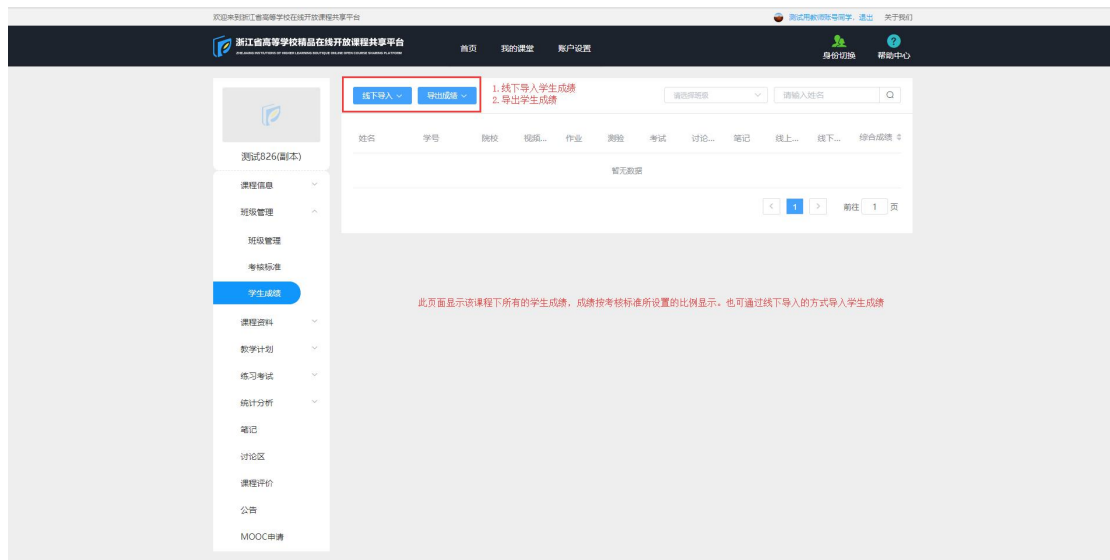 欢迎来到浙江省高等学校在线开放课程共享平台
测试用教师账号同学，退出 关于我们
浙江省高等学校精品在线开放课程共享平台
首页 我的课堂 账户设置
身份切换 帮助中心
线下导入 导出成绩
1.线下导入学生成绩
2.导出学生成绩
请选择班级 请输入姓名
姓名 学号 院校 视频... 作业 测验 考试 讨论... 笔记 线上... 线下... 综合成绩
暂无数据
< 1 > 前往 1 页
测试826(副本)
课程信息
班级管理
班级管理
考核标准
学生成绩
此页面显示该课程下所有的学生成绩，成绩按考核标准所设置的比例显示。也可通过线下导入的方式导入学生成绩
课程资料
教学计划
练习考试
统计分析
笔记
讨论区
课程评价
公告
MOOC申请